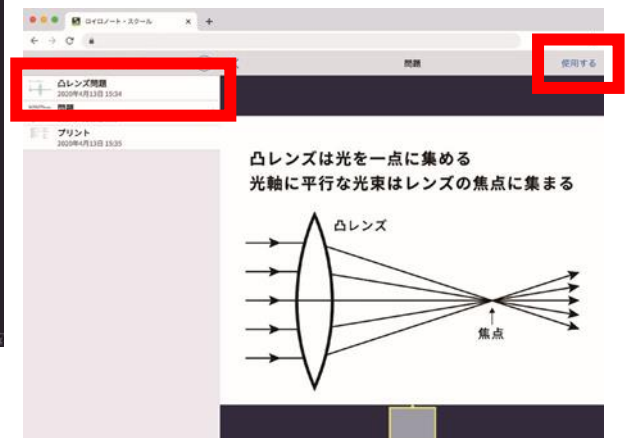 ロイロノート・スクール
問題
使用する
凸レンズ問題
2020年4月13日 15:34
問題
プリント
2020年4月13日 15:35
凸レンズは光を一点に集める
光軸に平行な光束はレンズの焦点に集まる
凸レンズ
焦点